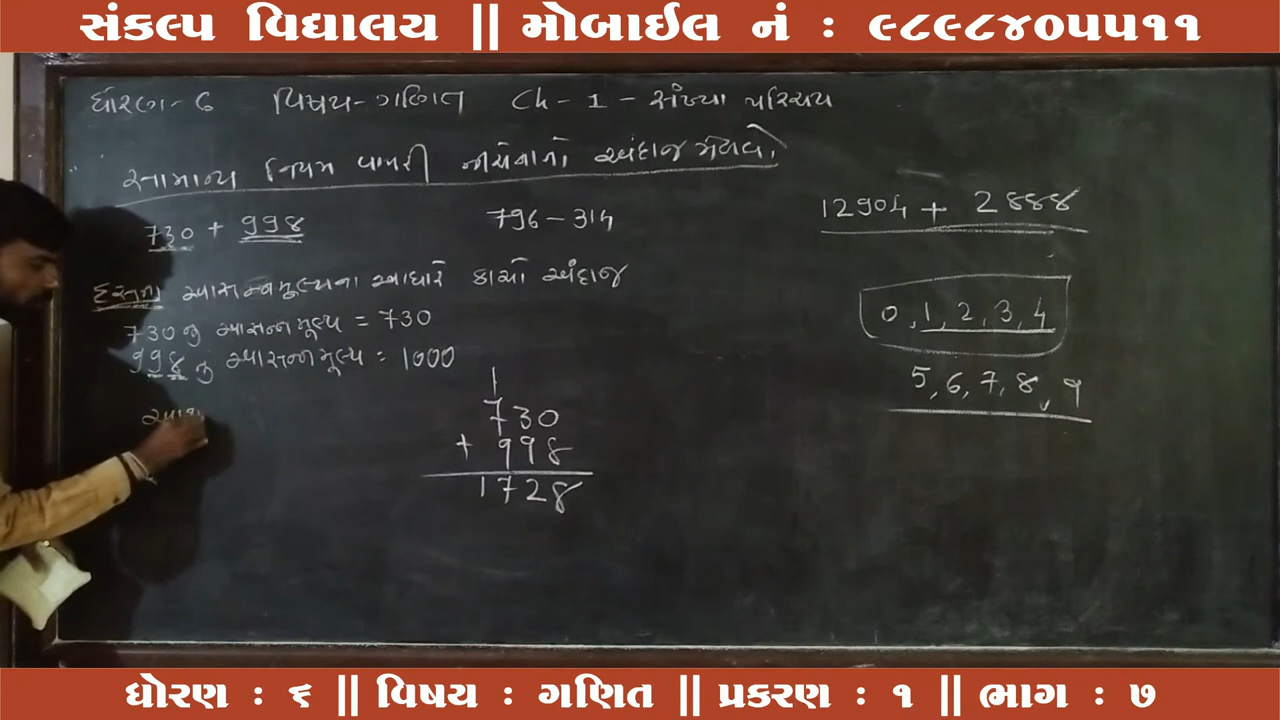 સંકલ્પ વિદ્યાલય || મોબાઈલ નં : ૯૮૯૮૪૦૫૫૧૧
ધોરણ - ૬ વિષય - ગણિત Ch - 1 - સંખ્યા પરિચય
સામાન્ય નિયમ વાપરી નીચેનાનો અંદાજ મેળવો.
730 + 998
796 - 314
12904 + 2888
દશકના આસન્નમૂલ્યના આધારે કાચો અંદાજ
730નું આસન્નમૂલ્ય = 730
998નું આસન્નમૂલ્ય = 1000
0, 1, 2, 3, 4
5, 6, 7, 8, 9
1
730
+ 998
1728
ધોરણ : ૬ || વિષય : ગણિત || પ્રકરણ : ૧ || ભાગ : ૭